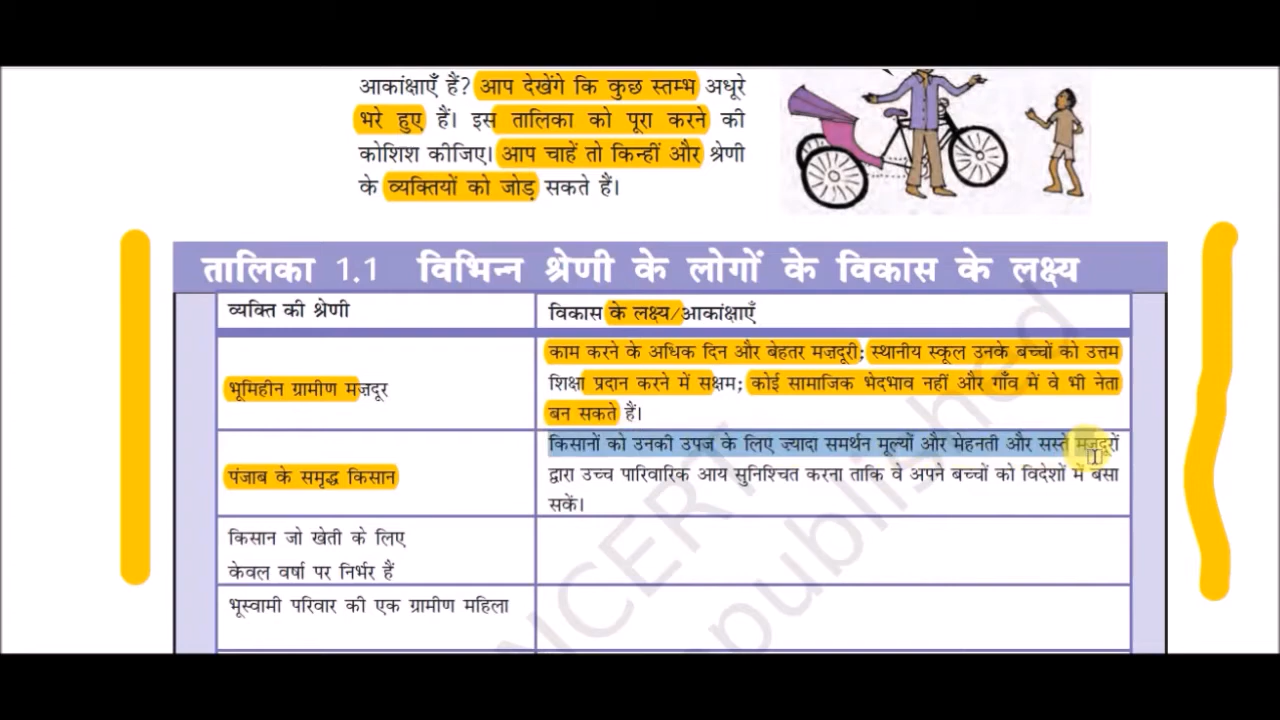 आकांक्षाएँ हैं? आप देखेंगे कि कुछ स्तम्भ अधूरे
भरे हुए हैं। इस तालिका को पूरा करने की
कोशिश कीजिए। आप चाहें तो किन्हीं और श्रेणी
के व्यक्तियों को जोड़ सकते हैं।
तालिका 1.1 विभिन्न श्रेणी के लोगों के विकास के लक्ष्य
व्यक्ति की श्रेणी
विकास के लक्ष्य/आकांक्षाएँ
भूमिहीन ग्रामीण मज़दूर
काम करने के अधिक दिन और बेहतर मज़दूरी; स्थानीय स्कूल उनके बच्चों को उत्तम
शिक्षा प्रदान करने में सक्षम; कोई सामाजिक भेदभाव नहीं और गाँव में वे भी नेता
बन सकते हैं।
पंजाब के समृद्ध किसान
किसानों को उनकी उपज के लिए ज़्यादा समर्थन मूल्यों और मेहनती और सस्ते मज़दूरों
द्वारा उच्च पारिवारिक आय सुनिश्चित करना ताकि वे अपने बच्चों को विदेशों में बसा
सकें।
किसान जो खेती के लिए
केवल वर्षा पर निर्भर हैं
भूस्वामी परिवार की एक ग्रामीण महिला
NCERT
published